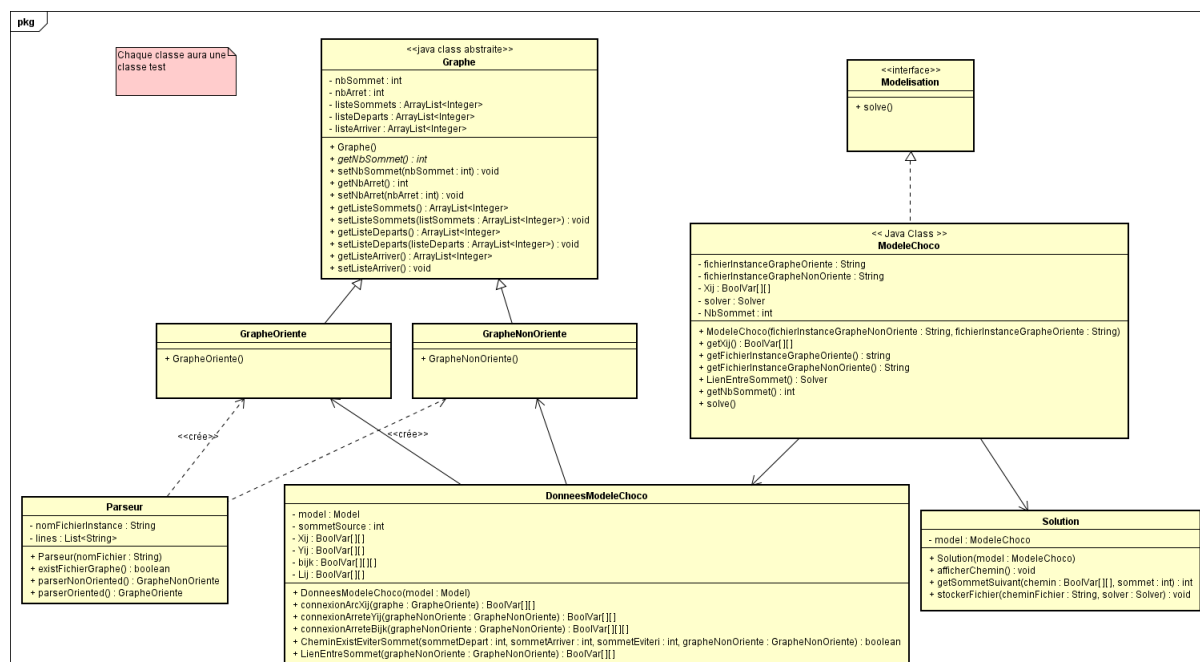 pkg
Chaque classe aura une
classe test
<<java class abstraite>>
Graphe
- nbSommet : int
- nbArret : int
- listeSommets : ArrayList<Integer>
- listeDeparts : ArrayList<Integer>
- listeArriver : ArrayList<Integer>
+ Graphe()
+ getNbSommet() : int
+ setNbSommet(nbSommet : int) : void
+ getNbArret() : int
+ setNbArret(nbArret : int) : void
+ getListeSommets() : ArrayList<Integer>
+ setListeSommets(listSommets : ArrayList<Integer>) : void
+ getListeDeparts() : ArrayList<Integer>
+ setListeDeparts(listeDeparts : ArrayList<Integer>) : void
+ getListeArriver() : ArrayList<Integer>
+ setListeArriver() : void
<<interface>>
Modelisation
+ solve()
<< Java Class >>
ModeleChoco
- fichierInstanceGrapheOriente : String
- fichierInstanceGrapheNonOriente : String
- Xij : BoolVar[][]
- solver : Solver
- NbSommet : int
+ ModeleChoco(fichierInstanceGrapheNonOriente : String, fichierInstanceGrapheOriente : String)
+ getXij() : BoolVar[][]
+ getFichierInstanceGrapheOriente() : string
+ getFichierInstanceGrapheNonOriente() : String
+ LienEntreSommet() : Solver
+ getNbSommet() : int
+ solve()
GrapheOriente
+ GrapheOriente()
GrapheNonOriente
+ GrapheNonOriente()
<<crée>>
<<crée>>
Parseur
- nomFichierInstance : String
- lines : List<String>
+ Parseur(nomFichier : String)
+ existFichierGraphe() : boolean
+ parserNonOriented() : GrapheNonOriente
+ parserOriented() : GrapheOriente
DonneesModeleChoco
- model : Model
- sommetSource : int
- Xij : BoolVar[][]
- Yij : BoolVar[][]
- bijk : BoolVar[][][]
- Lij : BoolVar[][]
+ DonneesModeleChoco(model : Model)
+ connexionArcXij(graphe : GrapheOriente) : BoolVar[][]
+ connexionArreteYij(grapheNonOriente : GrapheNonOriente) : BoolVar[][]
+ connexionArreteBijk(grapheNonOriente : GrapheNonOriente) : BoolVar[][][]
+ CheminExistEviterSommet(sommetDepart : int, sommetArriver : int, sommetEviteri : int, grapheNonOriente : GrapheNonOriente) : boolean
+ LienEntreSommet(grapheNonOriente : GrapheNonOriente) : BoolVar[][]
Solution
- model : ModeleChoco
+ Solution(model : ModeleChoco)
+ afficherChemin() : void
+ getSommetSuivant(chemin : BoolVar[][], sommet : int) : int
+ stockerFichier(cheminFichier : String, solver : Solver) : void